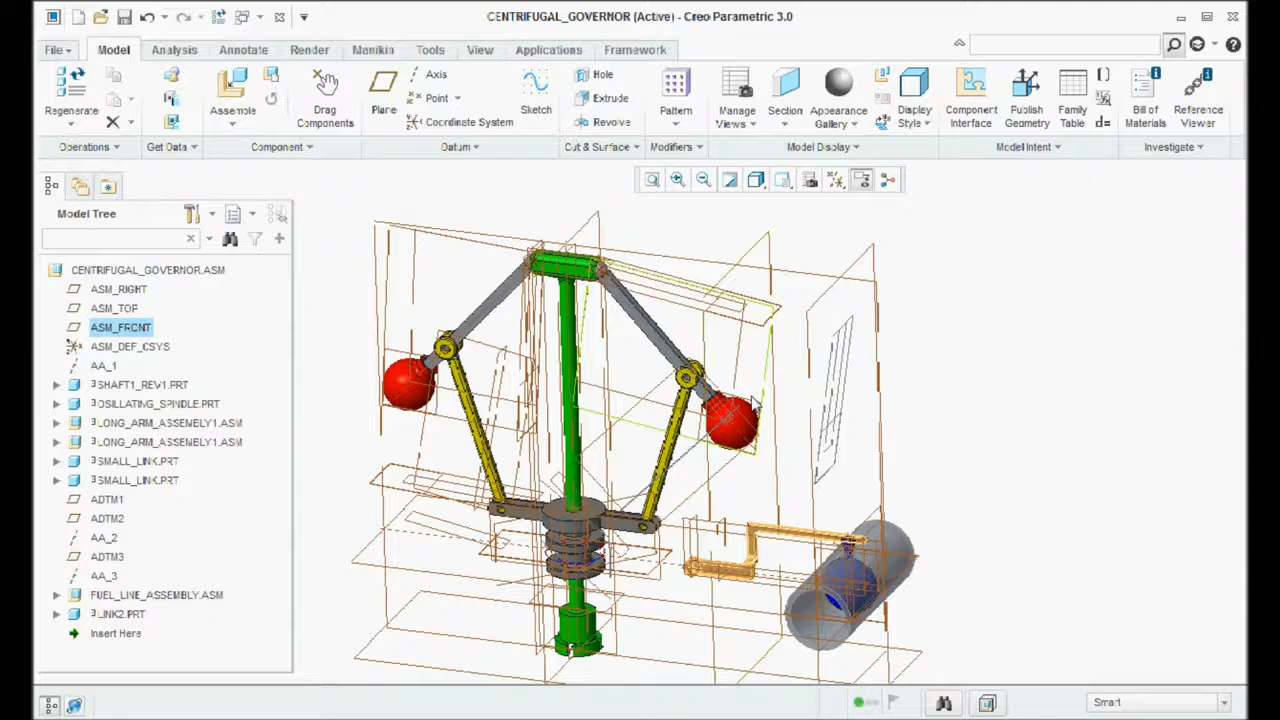 CENTRIFUGAL_GOVERNOR (Active) - Creo Parametric 3.0
File Model Analysis Annotate Render Manikin Tools View Applications Framework
Regenerate
Assemble
Drag Components
Plane
Axis
Point
Coordinate System
Sketch
Hole
Extrude
Revolve
Pattern
Manage Views
Section
Appearance Gallery
Display Style
Component Interface
Publish Geometry
Family Table
d=
Bill of Materials
Reference Viewer
Operations Get Data Component Datum Cut & Surface Modifiers Model Display Model Intent Investigate
Model Tree
CENTRIFUGAL_GOVERNOR.ASM
ASM_RIGHT
ASM_TOP
ASM_FRONT
ASM_DEF_CSYS
AA_1
SHAFT1_REV1.PRT
OSILLATING_SPINDLE.PRT
LONG_ARM_ASSEMBLY1.ASM
LONG_ARM_ASSEMBLY1.ASM
SMALL_LINK.PRT
SMALL_LINK.PRT
ADTM1
ADTM2
AA_2
ADTM3
AA_3
FUEL_LINE_ASSEMBLY.ASM
LINK2.PRT
Insert Here
Smart